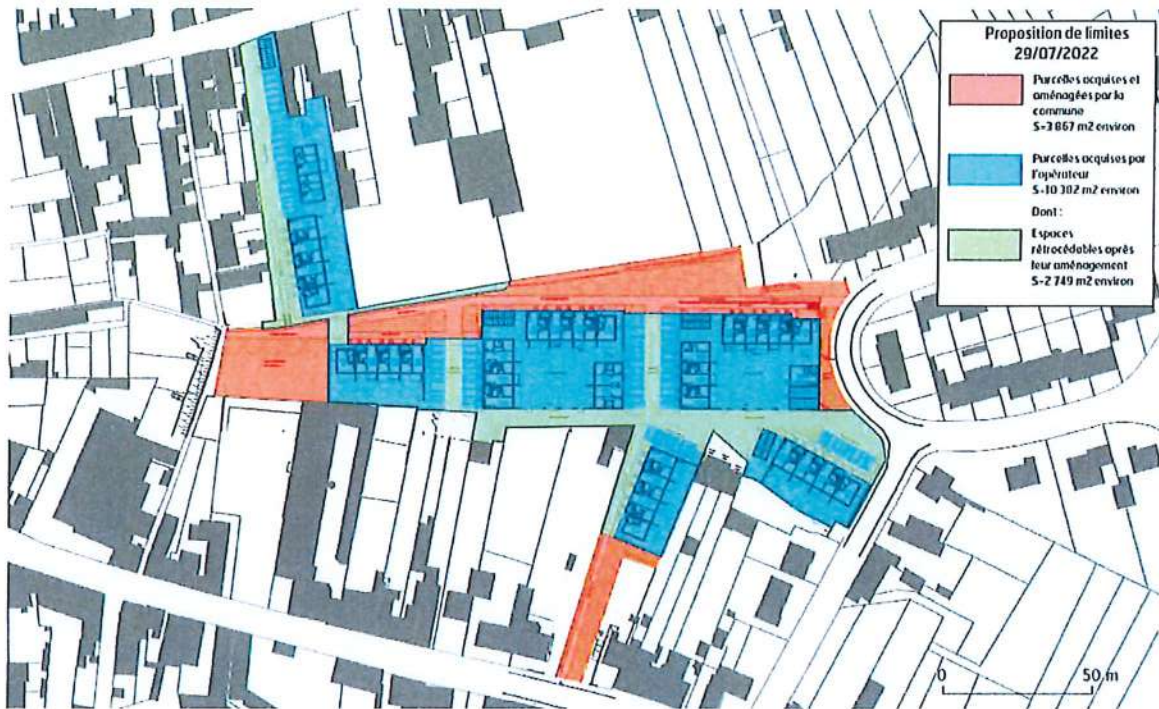 Proposition de limites
29/07/2022
Parcelles acquises et
aménagées par la
commune
S=3 867 m2 environ
Parcelles acquises par
l'opérateur
S=10 302 m2 environ
Dont :
Espaces
rétrocédables après
leur aménagement
S=2 749 m2 environ
0 50 m